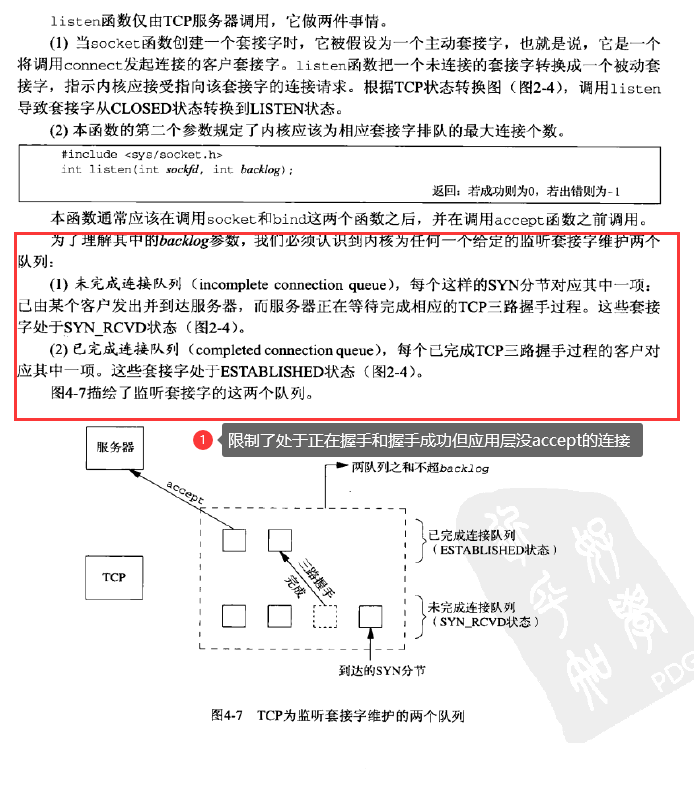 listen函数仅由TCP服务器调用，它做两件事情。
(1) 当socket函数创建一个套接字时，它被假设为一个主动套接字，也就是说，它是一个
将调用connect发起连接的客户套接字。listen函数把一个未连接的套接字转换成一个被动套
接字，指示内核应接受指向该套接字的连接请求。根据TCP状态转换图（图2-4），调用listen
导致套接字从CLOSED状态转换到LISTEN状态。
(2) 本函数的第二个参数规定了内核应该为相应套接字排队的最大连接个数。
#include <sys/socket.h>
int listen(int sockfd, int backlog);
返回：若成功则为0，若出错则为-1
本函数通常应该在调用socket和bind这两个函数之后，并在调用accept函数之前调用。
为了理解其中的backlog参数，我们必须认识到内核为任何一个给定的监听套接字维护两个
队列：
(1) 未完成连接队列（incomplete connection queue），每个这样的SYN分节对应其中一项：
已由某个客户发出并到达服务器，而服务器正在等待完成相应的TCP三路握手过程。这些套接
字处于SYN_RCVD状态（图2-4）。
(2) 已完成连接队列（completed connection queue），每个已完成TCP三路握手过程的客户对
应其中一项。这些套接字处于ESTABLISHED状态（图2-4）。
图4-7描绘了监听套接字的这两个队列。
1 限制了处于正在握手和握手成功但应用层没accept的连接
服务器
两队列之和不超backlog
accept
已完成连接队列
（ESTABLISHED状态）
三路握手
完成
TCP
未完成连接队列
（SYN_RCVD状态）
到达的SYN分节
图4-7 TCP为监听套接字维护的两个队列
PDG